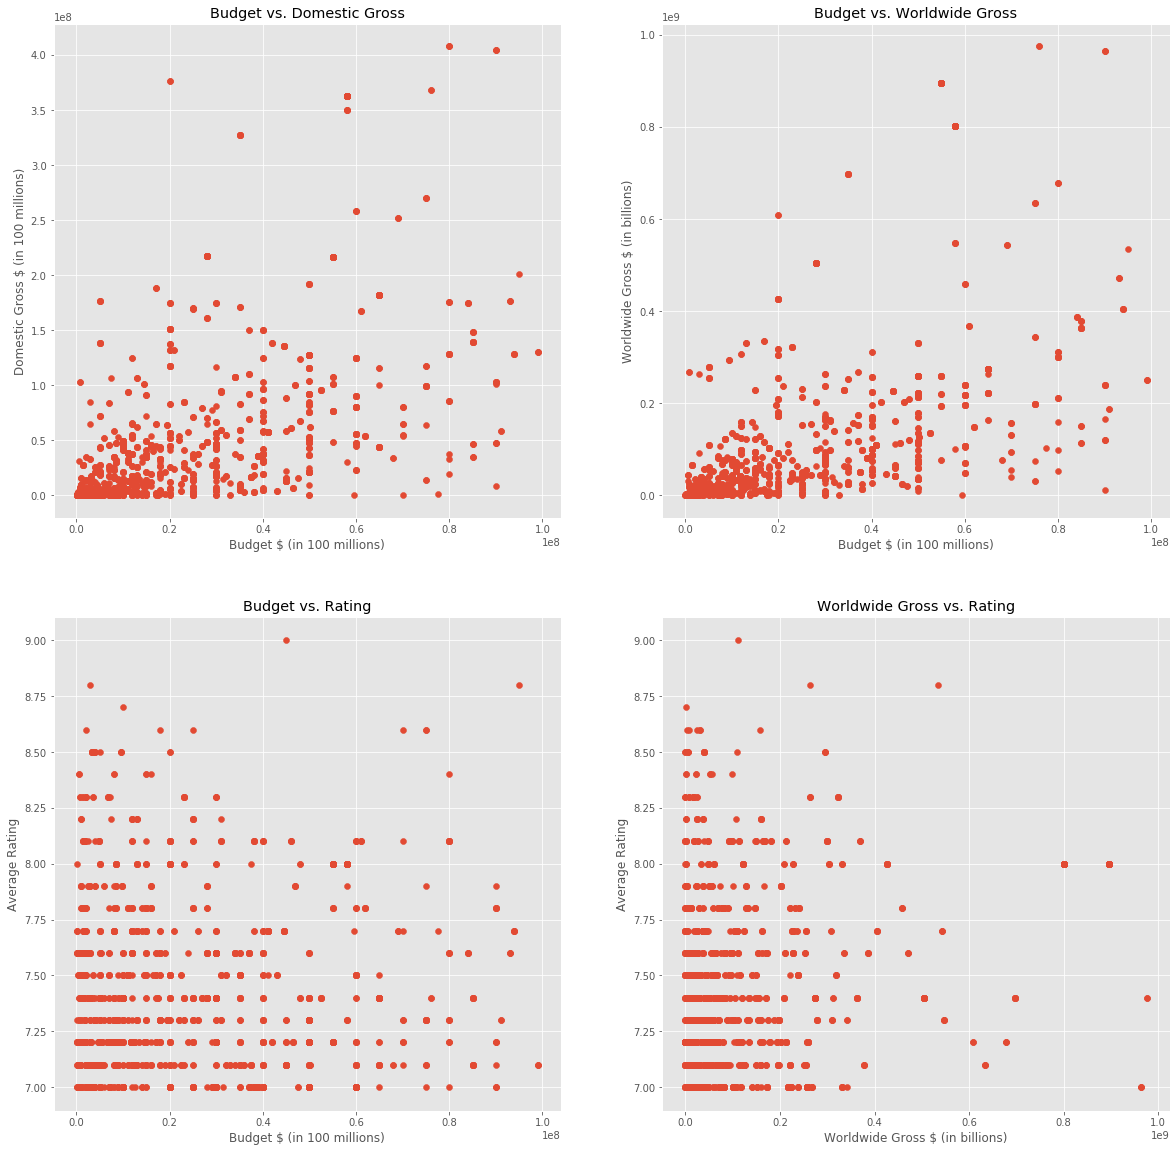 Budget vs. Domestic Gross
1e8
Domestic Gross $ (in 100 millions)
4.0
3.5
3.0
2.5
2.0
1.5
1.0
0.5
0.0
0.0 0.2 0.4 0.6 0.8 1.0
1e8
Budget $ (in 100 millions)
Budget vs. Worldwide Gross
1e9
Worldwide Gross $ (in billions)
1.0
0.8
0.6
0.4
0.2
0.0
0.0 0.2 0.4 0.6 0.8 1.0
1e8
Budget $ (in 100 millions)
Budget vs. Rating
Average Rating
9.00
8.75
8.50
8.25
8.00
7.75
7.50
7.25
7.00
0.0 0.2 0.4 0.6 0.8 1.0
1e8
Budget $ (in 100 millions)
Worldwide Gross vs. Rating
Average Rating
9.00
8.75
8.50
8.25
8.00
7.75
7.50
7.25
7.00
0.0 0.2 0.4 0.6 0.8 1.0
1e9
Worldwide Gross $ (in billions)